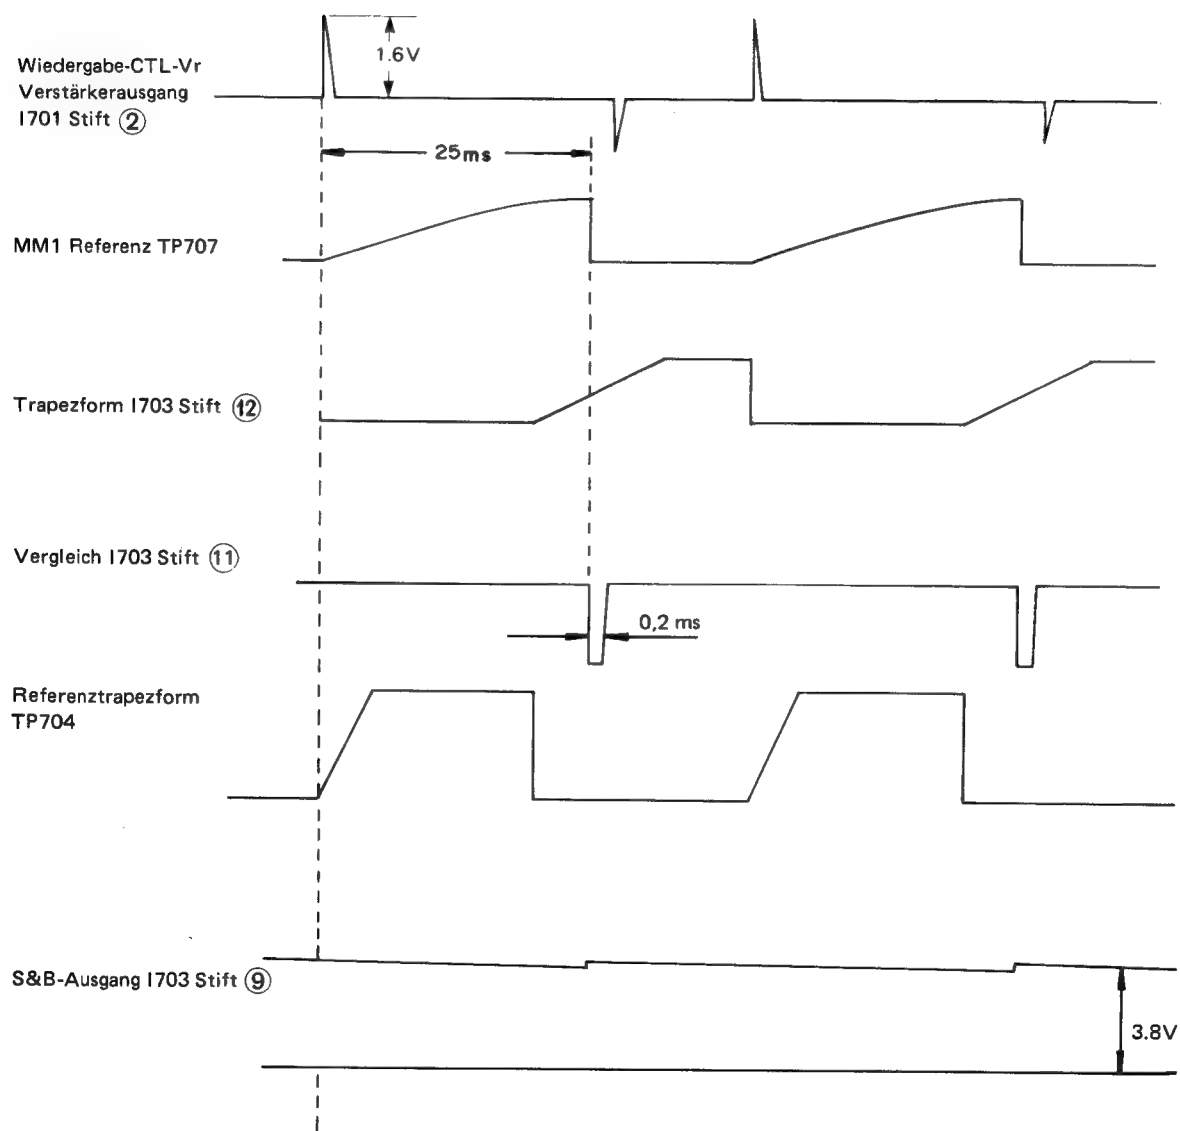 1.6V
Wiedergabe-CTL-Vr
Verstärkerausgang
I701 Stift ②
25ms
MM1 Referenz TP707
Trapezform I703 Stift ⑫
Vergleich I703 Stift ⑪
0,2 ms
Referenztrapezform
TP704
S&B-Ausgang I703 Stift ⑨
3.8V